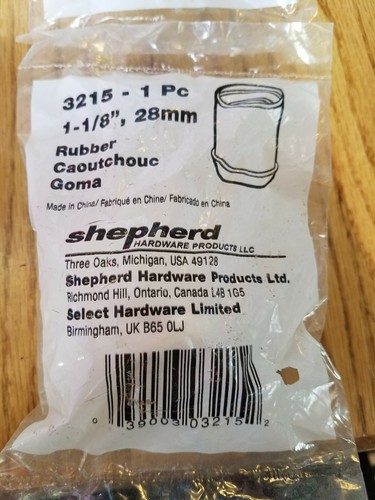 3215 - 1 Pc
1-1/8", 28mm
Rubber
Caoutchouc
Goma
Made in China/ Fabriqué en Chine/ Fabricado en China
shepherd
HARDWARE PRODUCTS LLC
Three Oaks, Michigan, USA 49128
Shepherd Hardware Products Ltd.
Richmond Hill, Ontario, Canada L4B 1G5
Select Hardware Limited
Birmingham, UK B65 0LJ
0 39003 03215 2